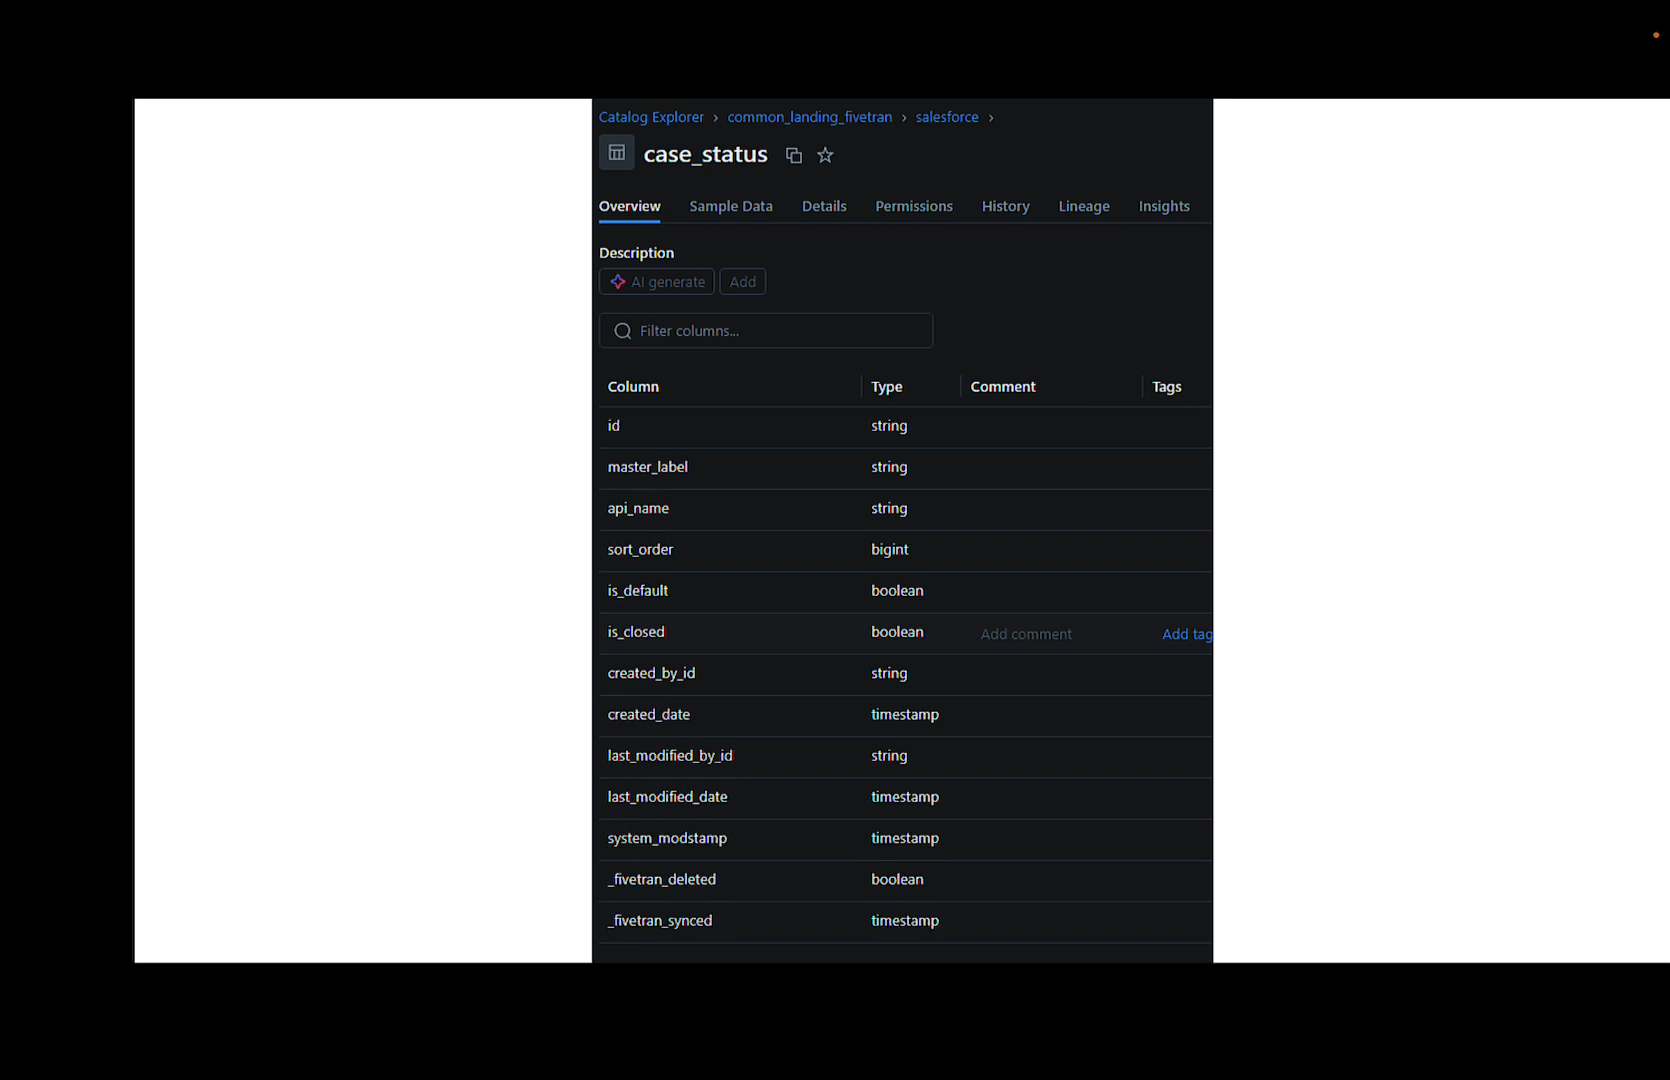 Catalog Explorer > common_landing_fivetran > salesforce >
case_status
Overview Sample Data Details Permissions History Lineage Insights
Description
AI generate Add
Filter columns...
Column Type Comment Tags
id string
master_label string
api_name string
sort_order bigint
is_default boolean
is_closed boolean Add comment Add tag
created_by_id string
created_date timestamp
last_modified_by_id string
last_modified_date timestamp
system_modstamp timestamp
_fivetran_deleted boolean
_fivetran_synced timestamp